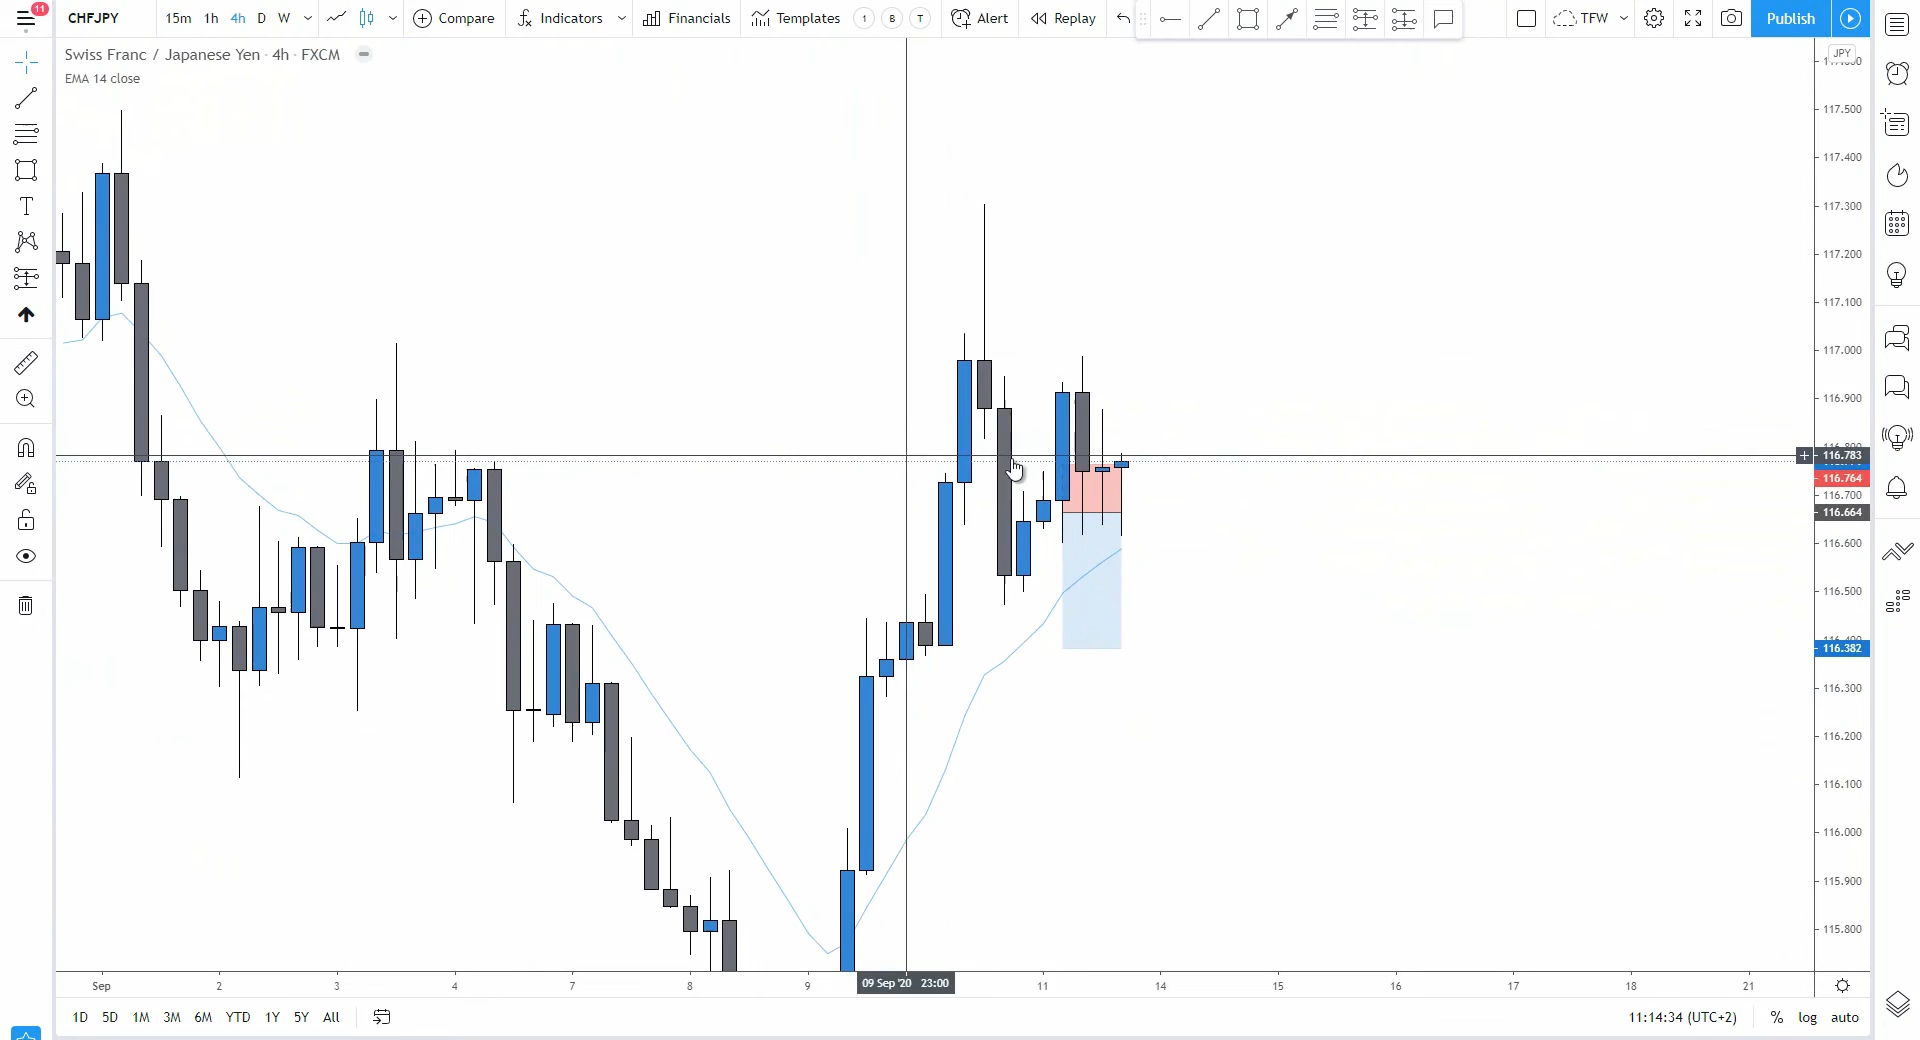 11
CHFJPY
15m 1h 4h D W
Compare
Indicators
Financials
Templates
1 B T
Alert
Replay
TFW
Publish
Swiss Franc / Japanese Yen · 4h · FXCM
EMA 14 close
JPY
117.500
117.400
117.300
117.200
117.100
117.000
116.900
116.783
116.764
116.700
116.664
116.600
116.500
116.382
116.300
116.200
116.100
116.000
115.900
115.800
Sep 2 3 4 7 8 9 09 Sep '20 23:00 11 14 15 16 17 18 21
1D 5D 1M 3M 6M YTD 1Y 5Y All
11:14:34 (UTC+2)
% log auto